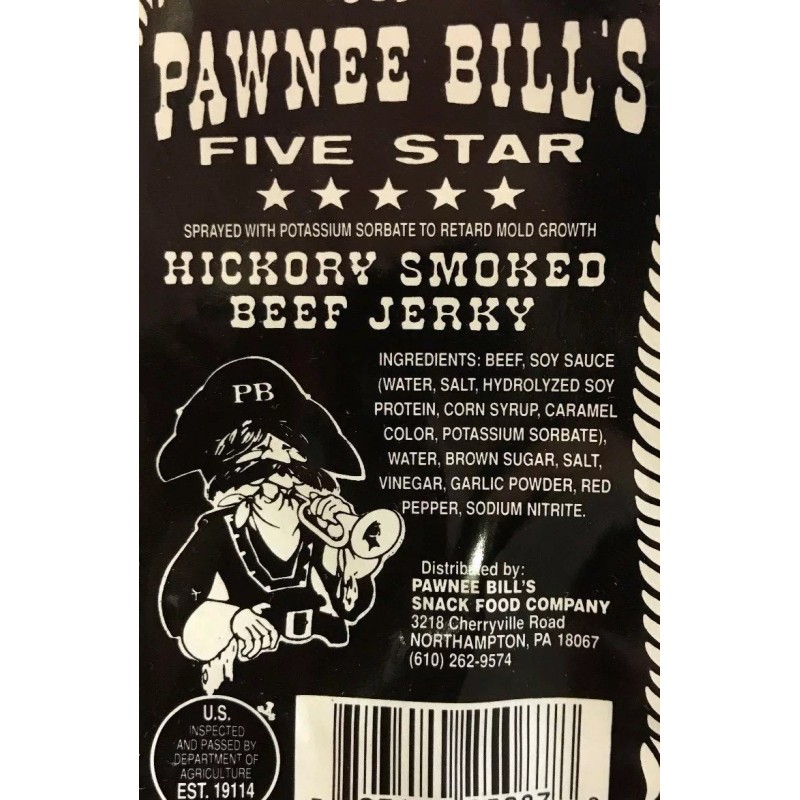 PAWNEE BILL'S
FIVE STAR
SPRAYED WITH POTASSIUM SORBATE TO RETARD MOLD GROWTH
HICKORY SMOKED
BEEF JERKY
PB
INGREDIENTS: BEEF, SOY SAUCE
(WATER, SALT, HYDROLYZED SOY
PROTEIN, CORN SYRUP, CARAMEL
COLOR, POTASSIUM SORBATE),
WATER, BROWN SUGAR, SALT,
VINEGAR, GARLIC POWDER, RED
PEPPER, SODIUM NITRITE.
Distributed by:
PAWNEE BILL'S
SNACK FOOD COMPANY
3218 Cherryville Road
NORTHAMPTON, PA 18067
(610) 262-9574
U.S.
INSPECTED
AND PASSED BY
DEPARTMENT OF
AGRICULTURE
EST. 19114